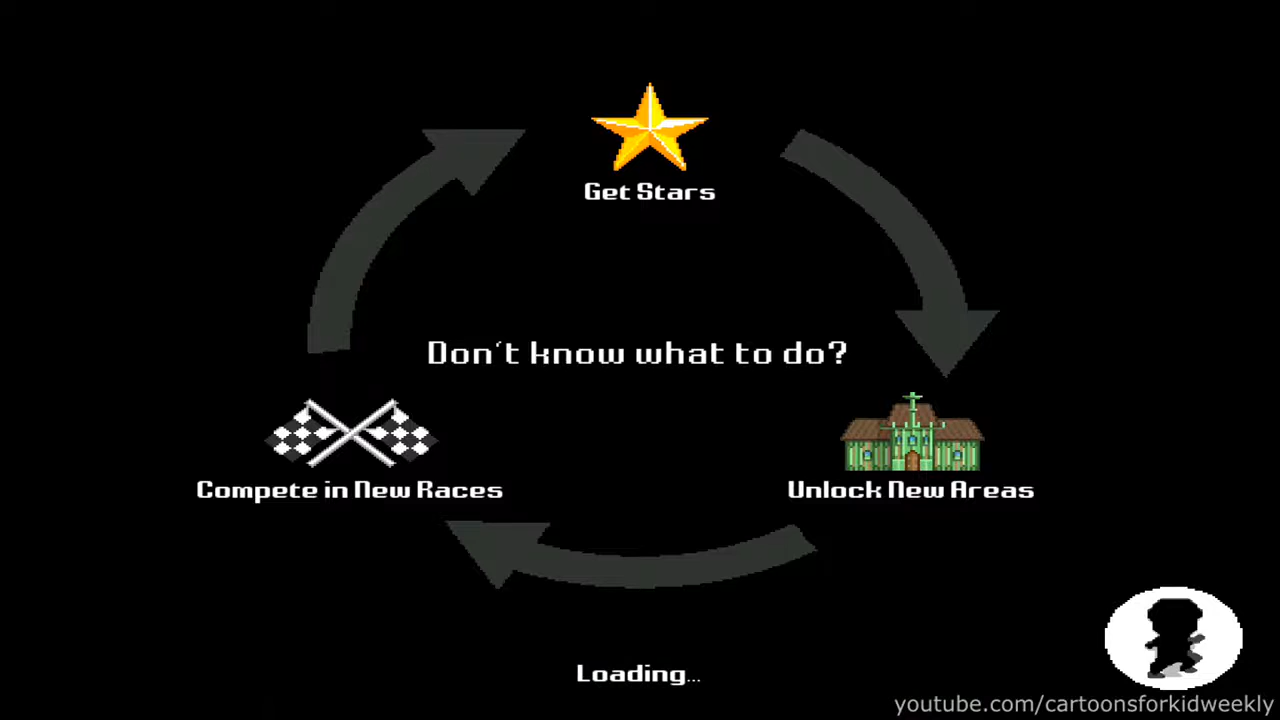 Get Stars
Don't know what to do?
Compete in New Races
Unlock New Areas
Loading...
youtube.com/cartoonsforkidweekly